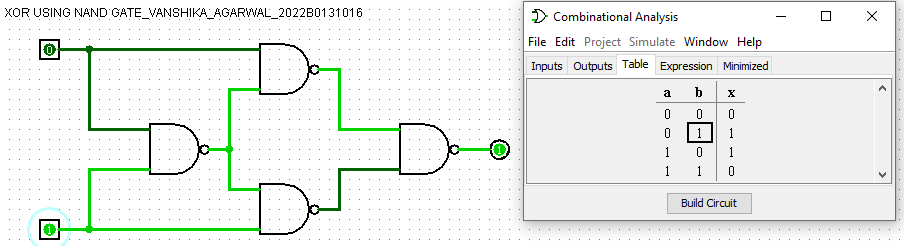 XOR USING NAND GATE_VANSHIKA_AGARWAL_2022B0131016
0
1
1
Combinational Analysis
File Edit Project Simulate Window Help
Inputs Outputs Table Expression Minimized
a b x
0 0 0
0 1 1
1 0 1
1 1 0
Build Circuit